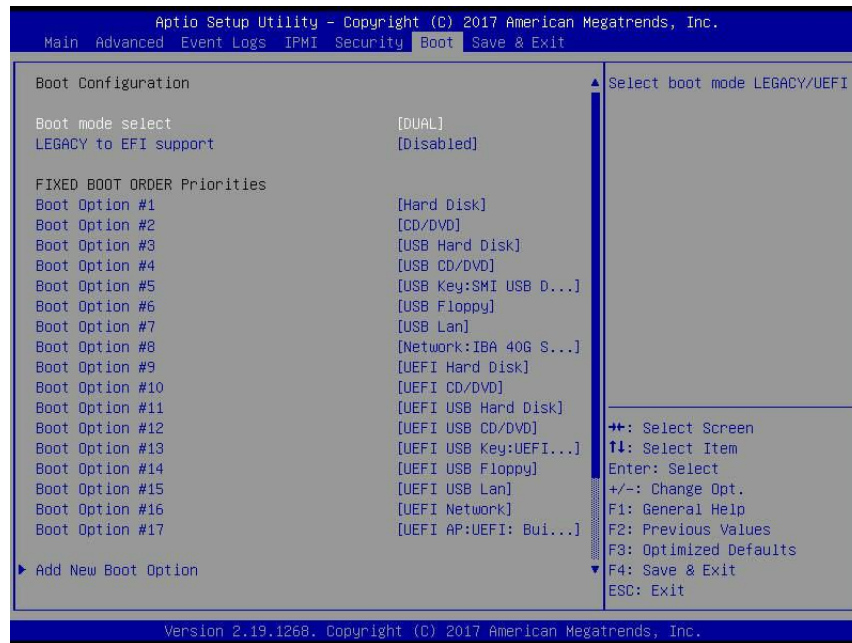 Aptio Setup Utility – Copyright (C) 2017 American Megatrends, Inc.
Main Advanced Event Logs IPMI Security Boot Save & Exit
Boot Configuration
Boot mode select [DUAL]
LEGACY to EFI support [Disabled]
FIXED BOOT ORDER Priorities
Boot Option #1 [Hard Disk]
Boot Option #2 [CD/DVD]
Boot Option #3 [USB Hard Disk]
Boot Option #4 [USB CD/DVD]
Boot Option #5 [USB Key:SMI USB D...]
Boot Option #6 [USB Floppy]
Boot Option #7 [USB Lan]
Boot Option #8 [Network:IBA 40G S...]
Boot Option #9 [UEFI Hard Disk]
Boot Option #10 [UEFI CD/DVD]
Boot Option #11 [UEFI USB Hard Disk]
Boot Option #12 [UEFI USB CD/DVD]
Boot Option #13 [UEFI USB Key:UEFI...]
Boot Option #14 [UEFI USB Floppy]
Boot Option #15 [UEFI USB Lan]
Boot Option #16 [UEFI Network]
Boot Option #17 [UEFI AP:UEFI: Bui...]
Add New Boot Option
Select boot mode LEGACY/UEFI
→←: Select Screen
↑↓: Select Item
Enter: Select
+/-: Change Opt.
F1: General Help
F2: Previous Values
F3: Optimized Defaults
F4: Save & Exit
ESC: Exit
Version 2.19.1268. Copyright (C) 2017 American Megatrends, Inc.